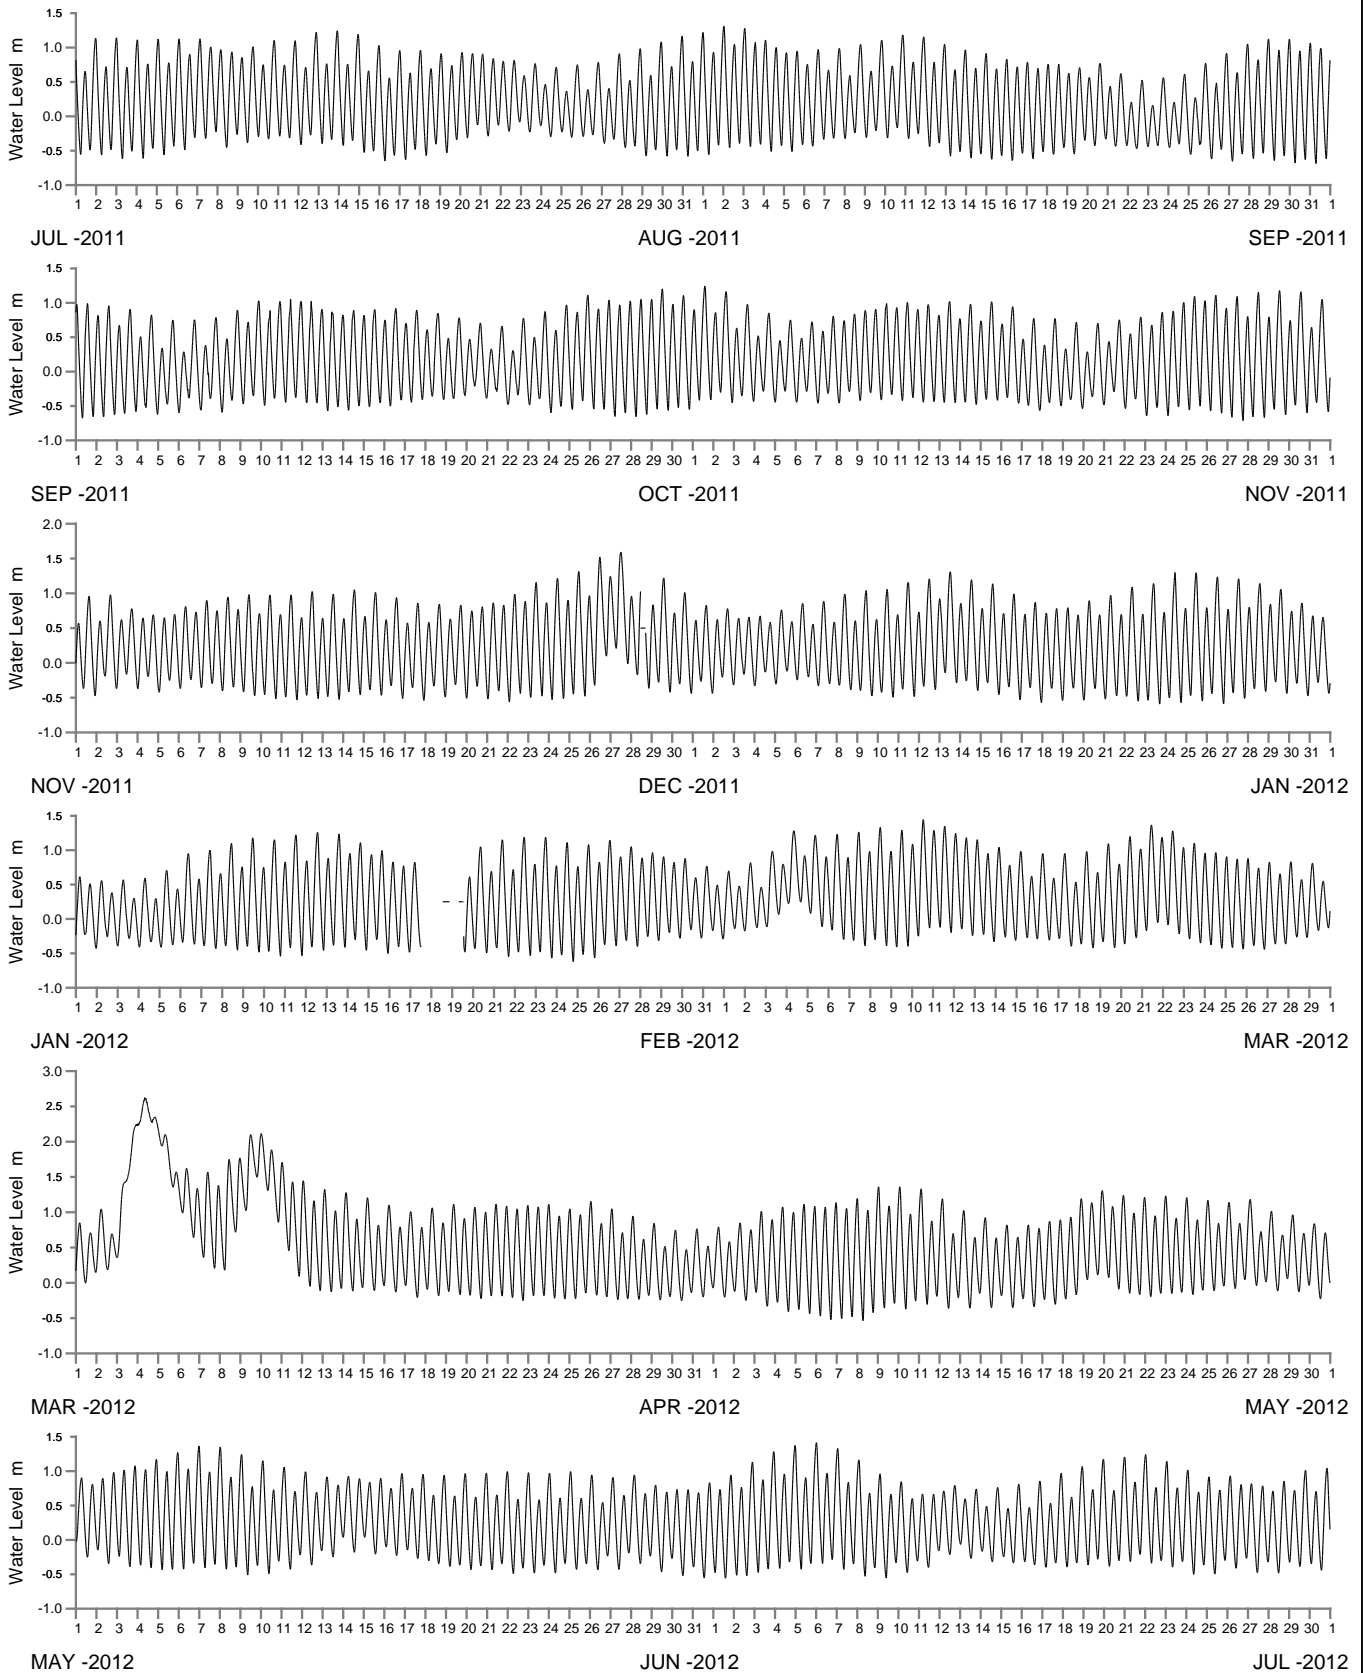 1.5
1.0
0.5
0.0
-0.5
-1.0
Water Level m
1 2 3 4 5 6 7 8 9 10 11 12 13 14 15 16 17 18 19 20 21 22 23 24 25 26 27 28 29 30 31 1 2 3 4 5 6 7 8 9 10 11 12 13 14 15 16 17 18 19 20 21 22 23 24 25 26 27 28 29 30 31 1
JUL -2011 AUG -2011 SEP -2011
1.5
1.0
0.5
0.0
-0.5
-1.0
Water Level m
1 2 3 4 5 6 7 8 9 10 11 12 13 14 15 16 17 18 19 20 21 22 23 24 25 26 27 28 29 30 1 2 3 4 5 6 7 8 9 10 11 12 13 14 15 16 17 18 19 20 21 22 23 24 25 26 27 28 29 30 31 1
SEP -2011 OCT -2011 NOV -2011
2.0
1.5
1.0
0.5
0.0
-0.5
-1.0
Water Level m
1 2 3 4 5 6 7 8 9 10 11 12 13 14 15 16 17 18 19 20 21 22 23 24 25 26 27 28 29 30 1 2 3 4 5 6 7 8 9 10 11 12 13 14 15 16 17 18 19 20 21 22 23 24 25 26 27 28 29 30 31 1
NOV -2011 DEC -2011 JAN -2012
1.5
1.0
0.5
0.0
-0.5
-1.0
Water Level m
1 2 3 4 5 6 7 8 9 10 11 12 13 14 15 16 17 18 19 20 21 22 23 24 25 26 27 28 29 30 31 1 2 3 4 5 6 7 8 9 10 11 12 13 14 15 16 17 18 19 20 21 22 23 24 25 26 27 28 29 1
JAN -2012 FEB -2012 MAR -2012
3.0
2.5
2.0
1.5
1.0
0.5
0.0
-0.5
-1.0
Water Level m
1 2 3 4 5 6 7 8 9 10 11 12 13 14 15 16 17 18 19 20 21 22 23 24 25 26 27 28 29 30 31 1 2 3 4 5 6 7 8 9 10 11 12 13 14 15 16 17 18 19 20 21 22 23 24 25 26 27 28 29 30 1
MAR -2012 APR -2012 MAY -2012
1.5
1.0
0.5
0.0
-0.5
-1.0
Water Level m
1 2 3 4 5 6 7 8 9 10 11 12 13 14 15 16 17 18 19 20 21 22 23 24 25 26 27 28 29 30 31 1 2 3 4 5 6 7 8 9 10 11 12 13 14 15 16 17 18 19 20 21 22 23 24 25 26 27 28 29 30 1
MAY -2012 JUN -2012 JUL -2012